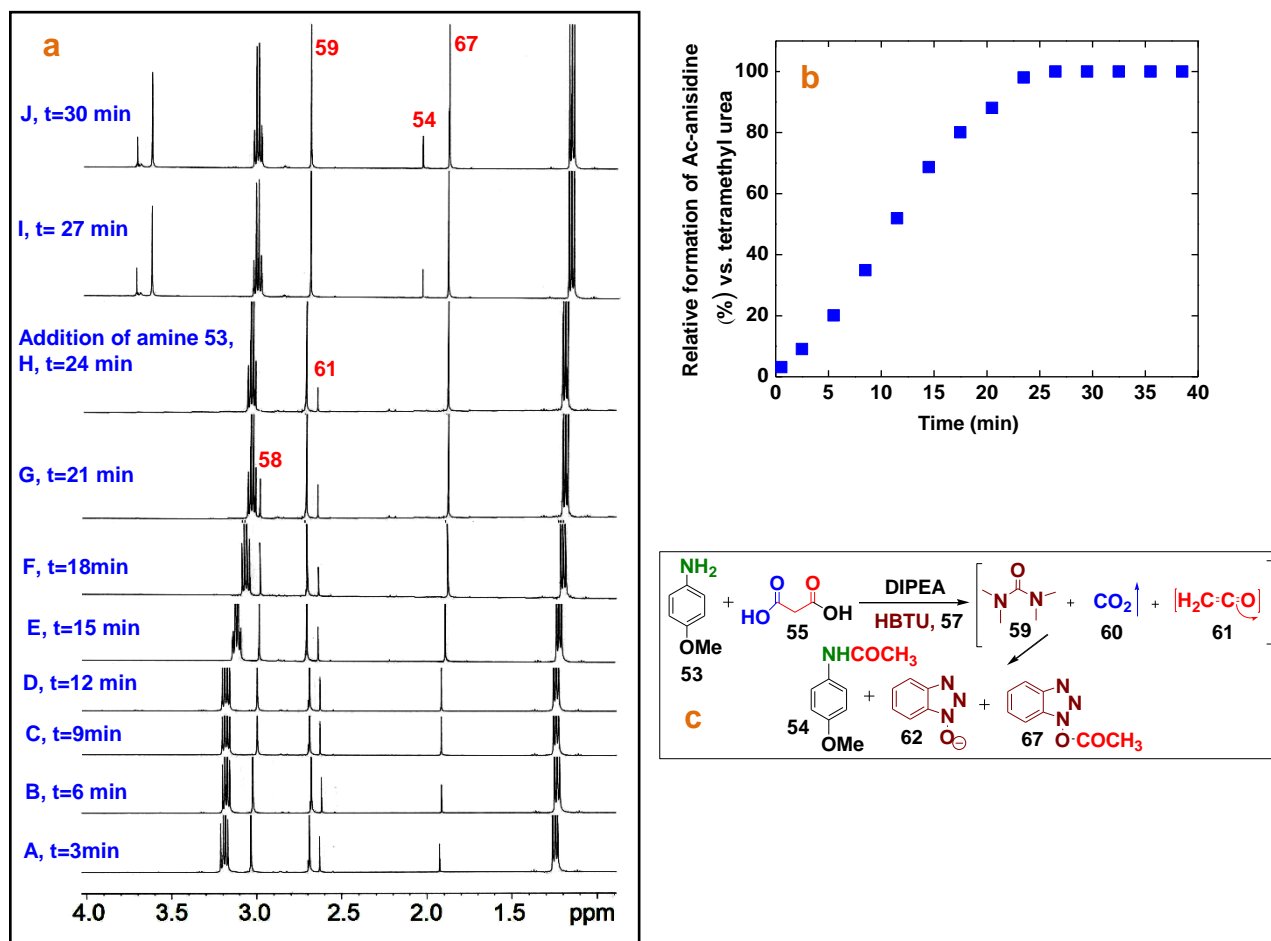 a
59
67
J, t=30 min
54
I, t= 27 min
Addition of amine 53,
H, t=24 min
61
G, t=21 min
58
F, t=18min
E, t=15 min
D, t=12 min
C, t=9min
B, t=6 min
A, t=3min
4.0 3.5 3.0 2.5 2.0 1.5 ppm
b
Relative formation of Ac-anisidine
(%) vs. tetramethyl urea
100
80
60
40
20
0
0 5 10 15 20 25 30 35 40
Time (min)
NH2
OMe
53
+
O O
HO OH
55
DIPEA
HBTU, 57
O
N N
59
+
CO2
60
+
[H2C=C=O]
61
NHCOCH3
OMe
54
+
N
N
N
O
62
+
N
N
N
O COCH3
67
c